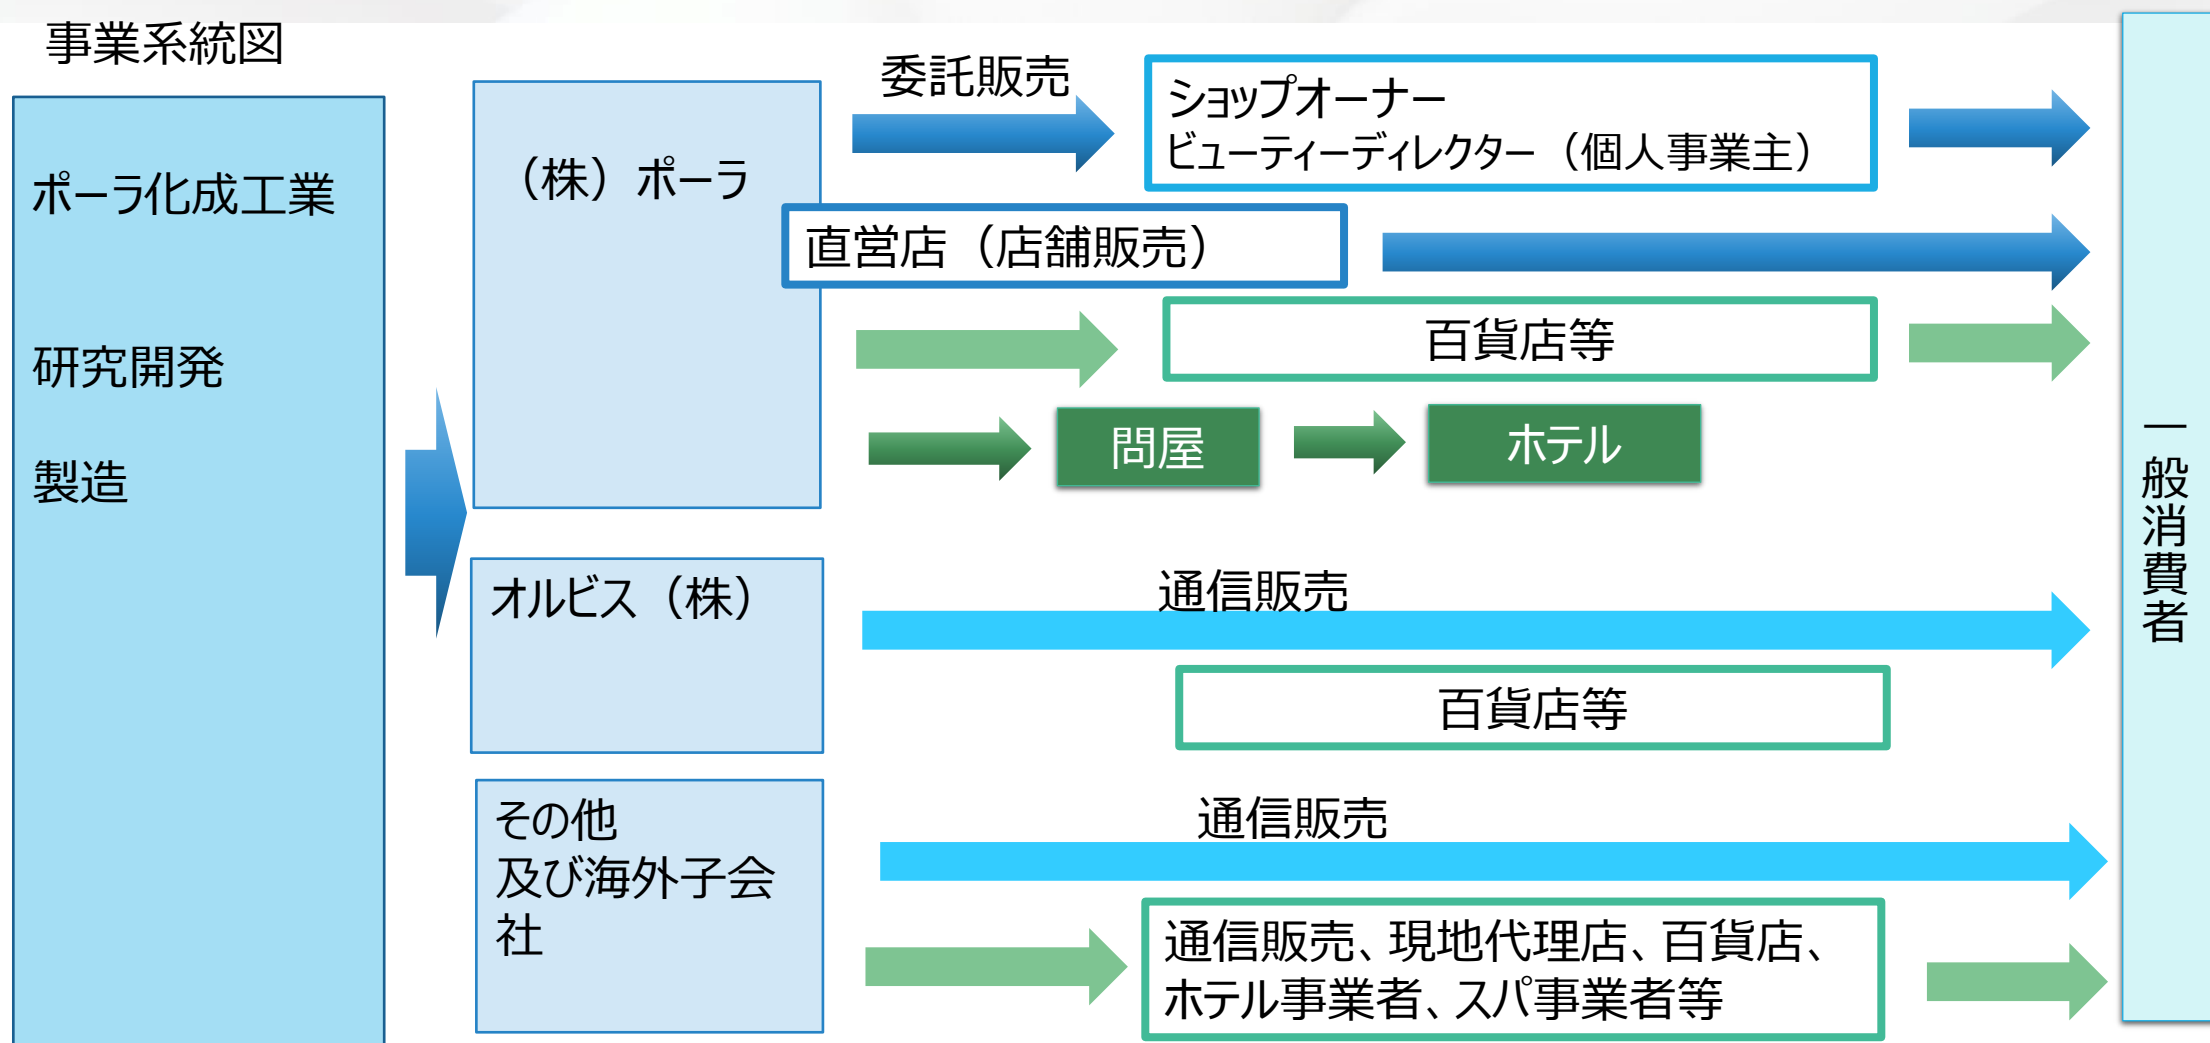 事業系統図
ポーラ化成工業
研究開発
製造
（株）ポーラ
委託販売
ショップオーナー
ビューティーディレクター（個人事業主）
直営店（店舗販売）
百貨店等
問屋
ホテル
オルビス（株）
通信販売
百貨店等
その他
及び海外子会
社
通信販売
通信販売、現地代理店、百貨店、
ホテル事業者、スパ事業者等
一般消費者